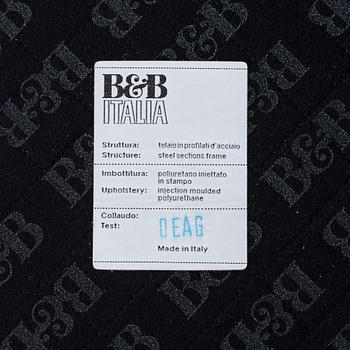 B&B
ITALIA
Struttura: telaio in profilati d'acciaio
Structure: steel sections frame
Imbottitura: poliuretano iniettato
in stampo
Upholstery: injection moulded
polyurethane
Collaudo:
Test: OEAG
Made in Italy